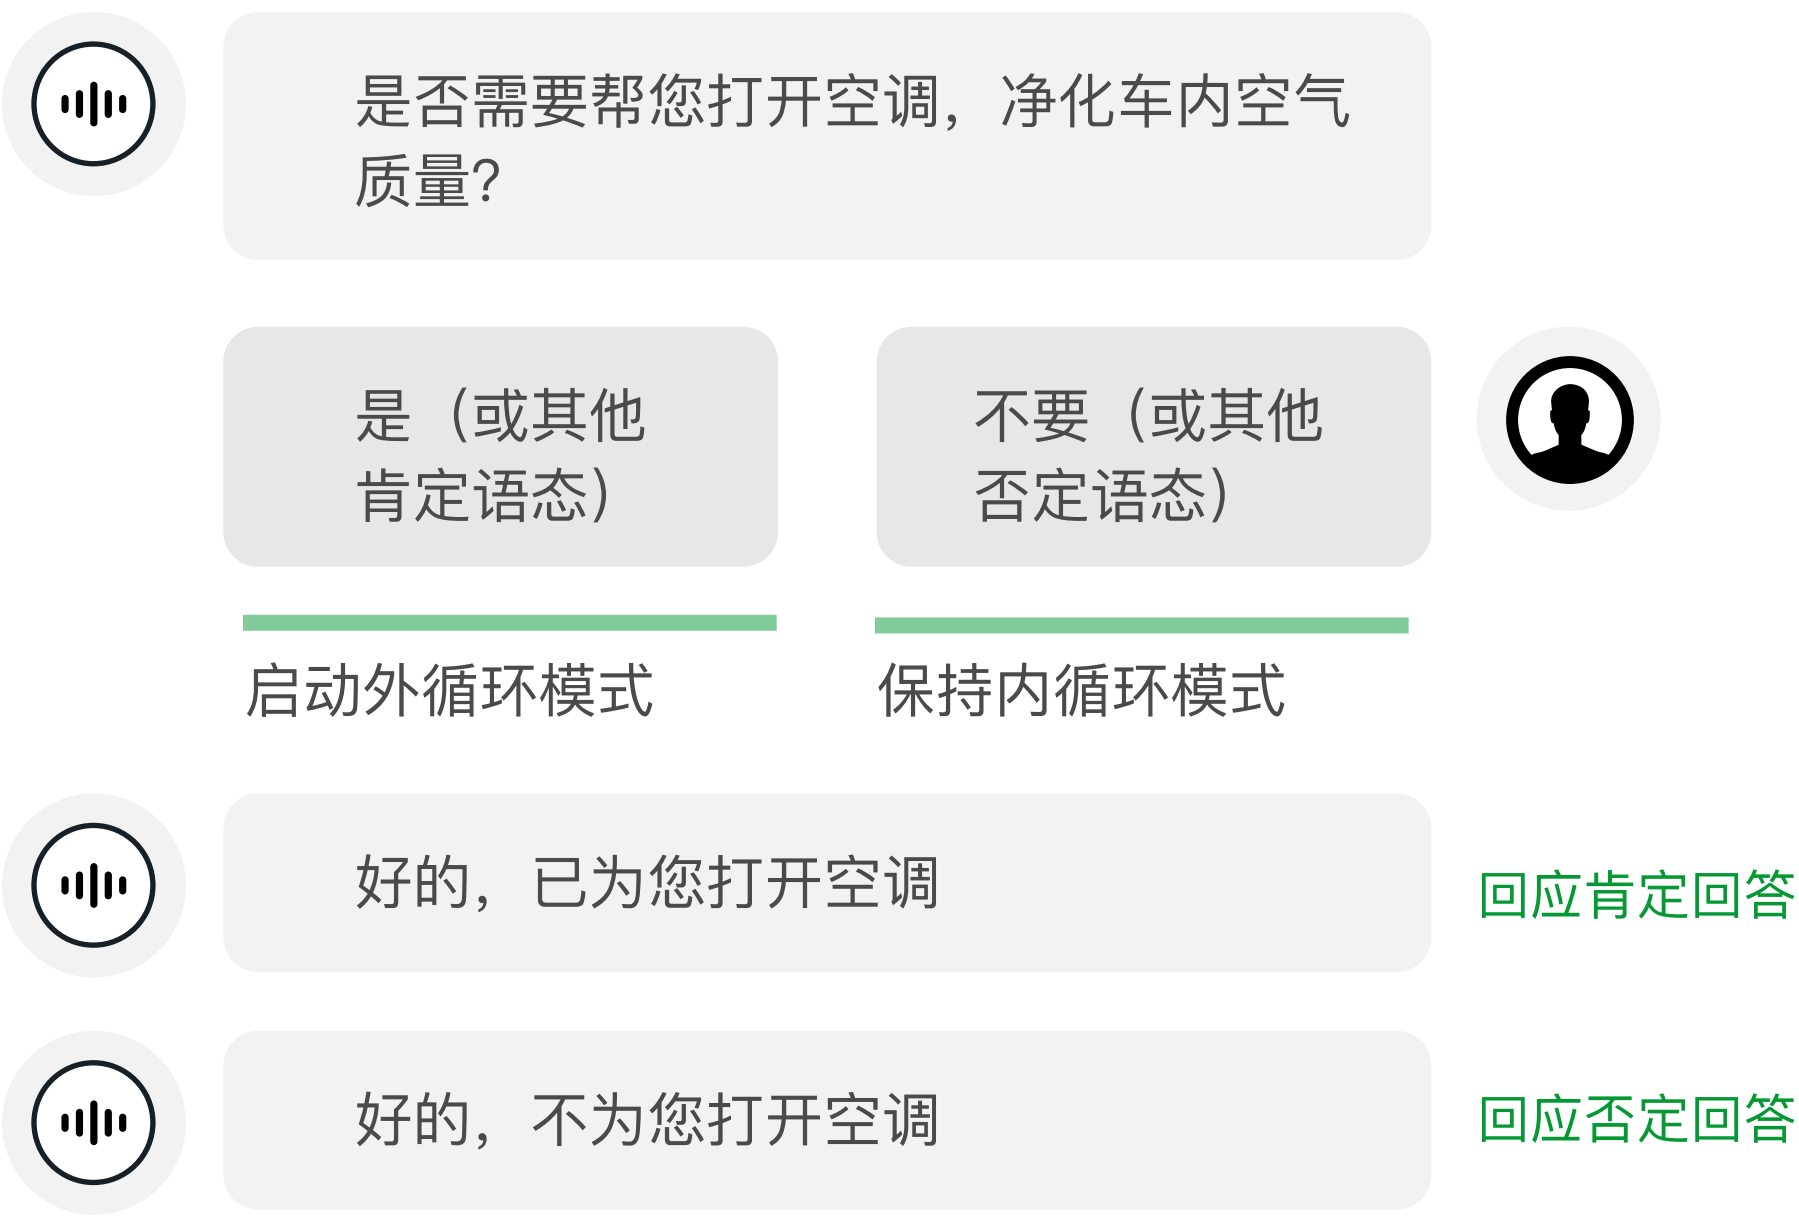 是否需要帮您打开空调，净化车内空气
质量?
是（或其他
肯定语态）
不要（或其他
否定语态）
启动外循环模式
保持内循环模式
好的，已为您打开空调
回应肯定回答
好的，不为您打开空调
回应否定回答